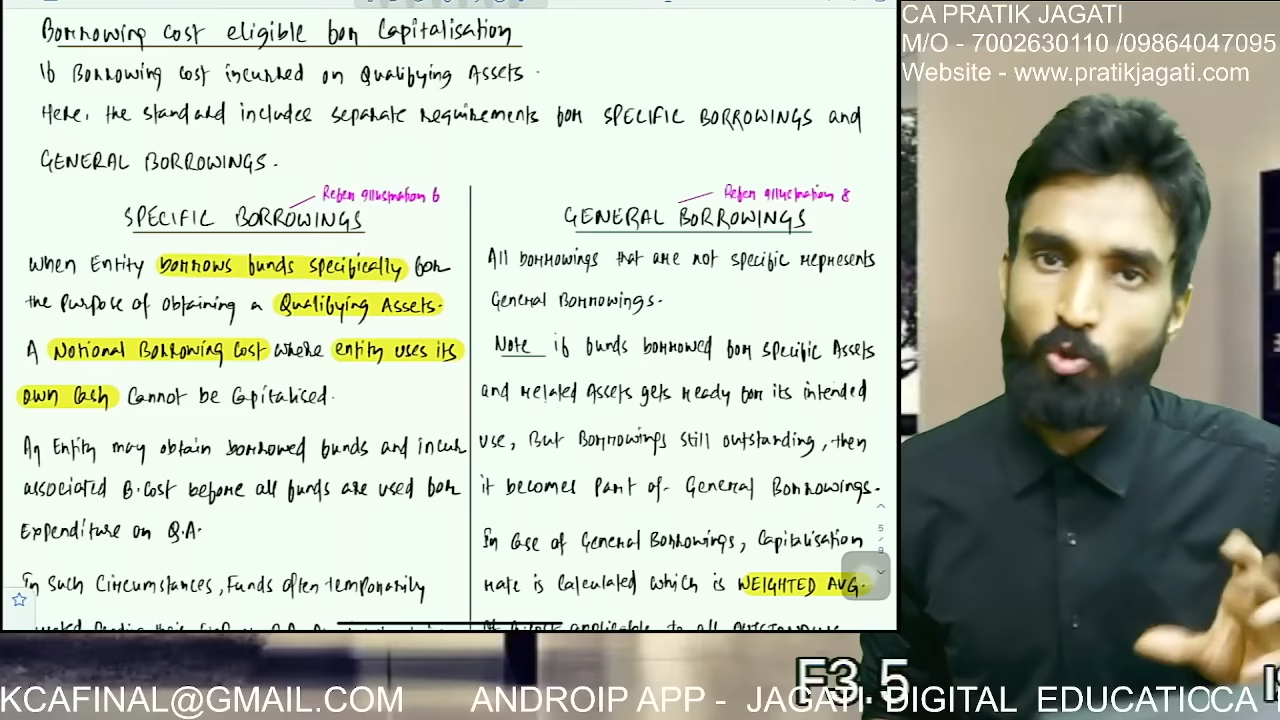 Borrowing Cost eligible for Capitalisation
If Borrowing Cost incurred on Qualifying Assets.
Here, the standard includes separate requirements for SPECIFIC BORROWINGS and
GENERAL BORROWINGS.
Refer illustration 6
SPECIFIC BORROWINGS
When Entity borrows funds specifically for
the purpose of obtaining a Qualifying Assets.
A Notional Borrowing Cost where entity uses its
own Cash Cannot be Capitalised.
An Entity may obtain borrowed funds and incur
associated B.Cost before all funds are used for
Expenditure on Q.A.
In Such Circumstances, Funds often temporarily
Refer illustration 8
GENERAL BORROWINGS
All borrowings that are not specific represents
General Borrowings.
Note if funds borrowed for specific Assets
and related Assets gets ready for its intended
use, But Borrowings still outstanding, then
it becomes Part of General Borrowings.
In Case of General Borrowings, Capitalisation
rate is Calculated which is WEIGHTED AVG.
5
9
CA PRATIK JAGATI
M/O - 7002630110 /09864047095
Website - www.pratikjagati.com
F3.5
KCAFINAL@GMAIL.COM ANDROIP APP - JAGATI DIGITAL EDUCATIO
CA